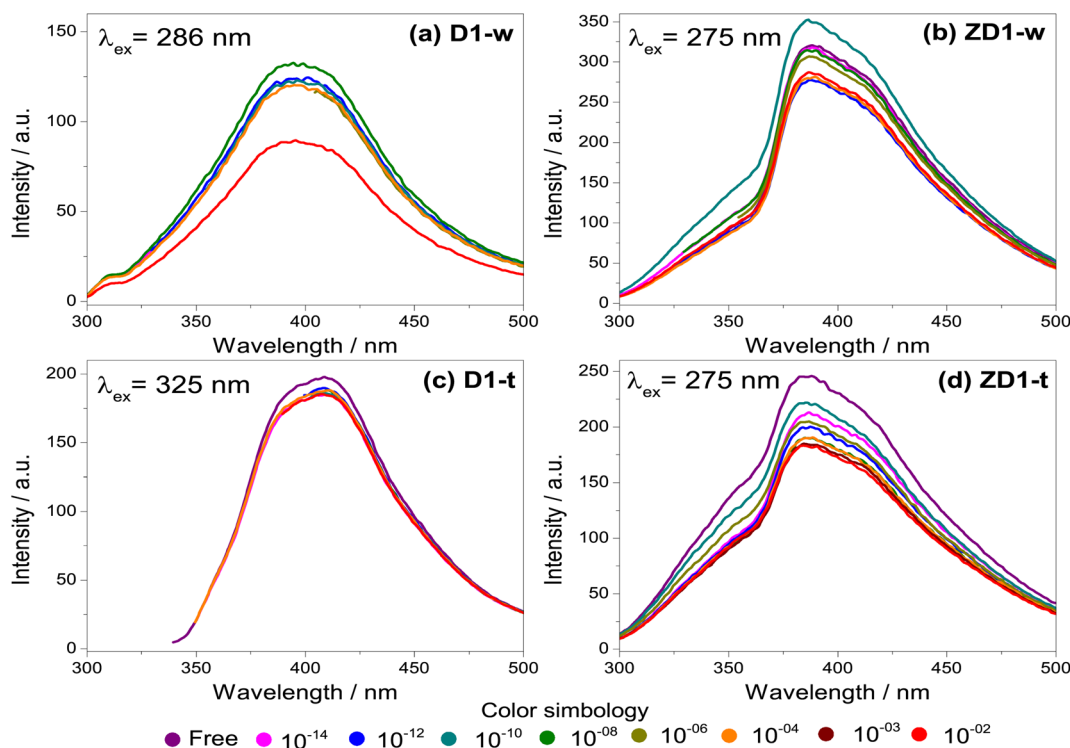 λex= 286 nm
(a) D1-w
150
100
50
0
Intensity / a.u.
300 350 400 450 500
Wavelength / nm
λex= 275 nm
(b) ZD1-w
350
300
250
200
150
100
50
0
Intensity / a.u.
300 350 400 450 500
Wavelength / nm
λex= 325 nm
(c) D1-t
200
150
100
50
0
Intensity / a.u.
300 350 400 450 500
Wavelength / nm
λex= 275 nm
(d) ZD1-t
250
200
150
100
50
0
Intensity / a.u.
300 350 400 450 500
Wavelength / nm
Color simbology
Free 10-14 10-12 10-10 10-08 10-06 10-04 10-03 10-02